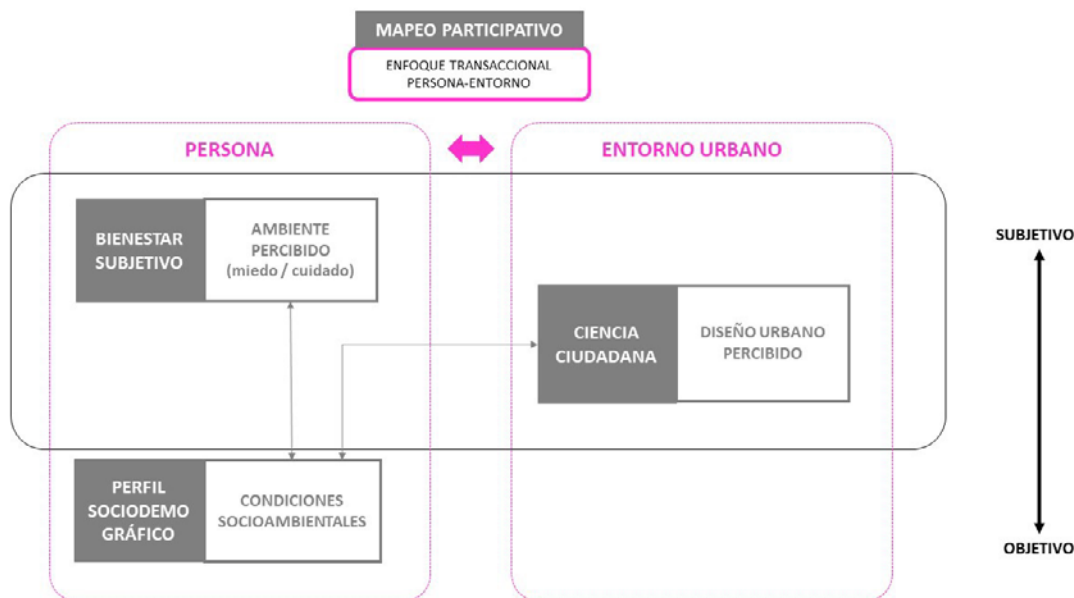 MAPEO PARTICIPATIVO
ENFOQUE TRANSACCIONAL
PERSONA-ENTORNO
PERSONA
ENTORNO URBANO
BIENESTAR
SUBJETIVO
AMBIENTE
PERCIBIDO
(miedo / cuidado)
SUBJETIVO
CIENCIA
CIUDADANA
DISEÑO URBANO
PERCIBIDO
PERFIL
SOCIODEMO
GRÁFICO
CONDICIONES
SOCIOAMBIENTALES
OBJETIVO